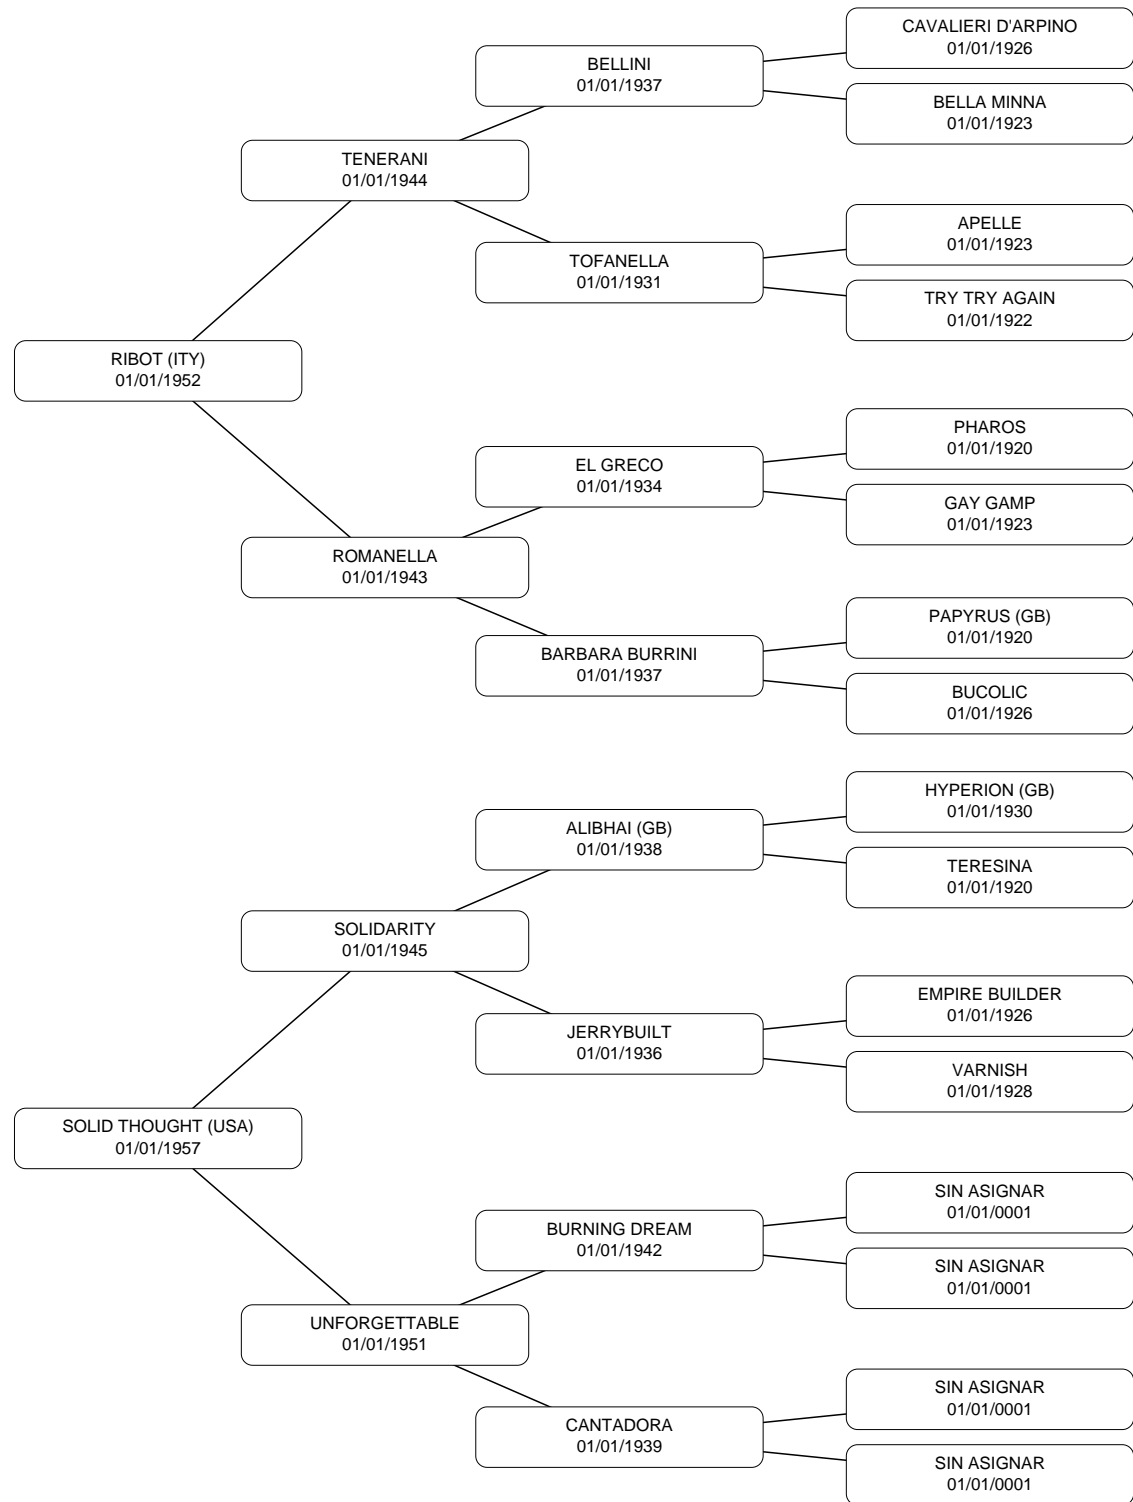 CAVALIERI D'ARPINO
01/01/1926
BELLINI
01/01/1937
BELLA MINNA
01/01/1923
TENERANI
01/01/1944
APELLE
01/01/1923
TOFANELLA
01/01/1931
TRY TRY AGAIN
01/01/1922
RIBOT (ITY)
01/01/1952
PHAROS
01/01/1920
EL GRECO
01/01/1934
GAY GAMP
01/01/1923
ROMANELLA
01/01/1943
PAPYRUS (GB)
01/01/1920
BARBARA BURRINI
01/01/1937
BUCOLIC
01/01/1926
HYPERION (GB)
01/01/1930
ALIBHAI (GB)
01/01/1938
TERESINA
01/01/1920
SOLIDARITY
01/01/1945
EMPIRE BUILDER
01/01/1926
JERRYBUILT
01/01/1936
VARNISH
01/01/1928
SOLID THOUGHT (USA)
01/01/1957
SIN ASIGNAR
01/01/0001
BURNING DREAM
01/01/1942
SIN ASIGNAR
01/01/0001
UNFORGETTABLE
01/01/1951
SIN ASIGNAR
01/01/0001
CANTADORA
01/01/1939
SIN ASIGNAR
01/01/0001